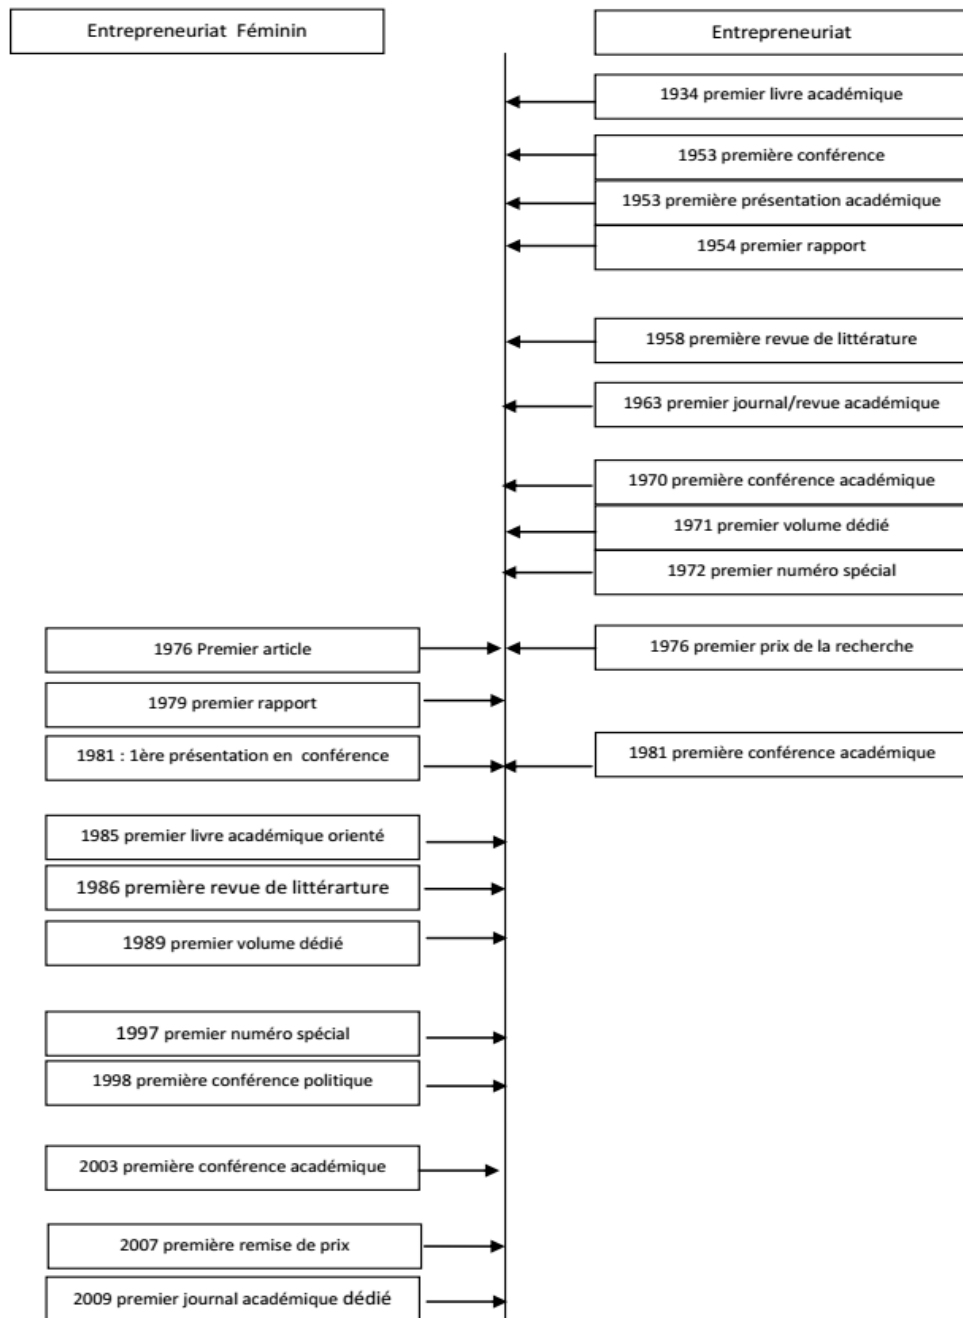 Entrepreneuriat Féminin
Entrepreneuriat
1934 premier livre académique
1953 première conférence
1953 première présentation académique
1954 premier rapport
1958 première revue de littérature
1963 premier journal/revue académique
1970 première conférence académique
1971 premier volume dédié
1972 premier numéro spécial
1976 Premier article
1976 premier prix de la recherche
1979 premier rapport
1981 : 1ère présentation en conférence
1981 première conférence académique
1985 premier livre académique orienté
1986 première revue de littérarture
1989 premier volume dédié
1997 premier numéro spécial
1998 première conférence politique
2003 première conférence académique
2007 première remise de prix
2009 premier journal académique dédié